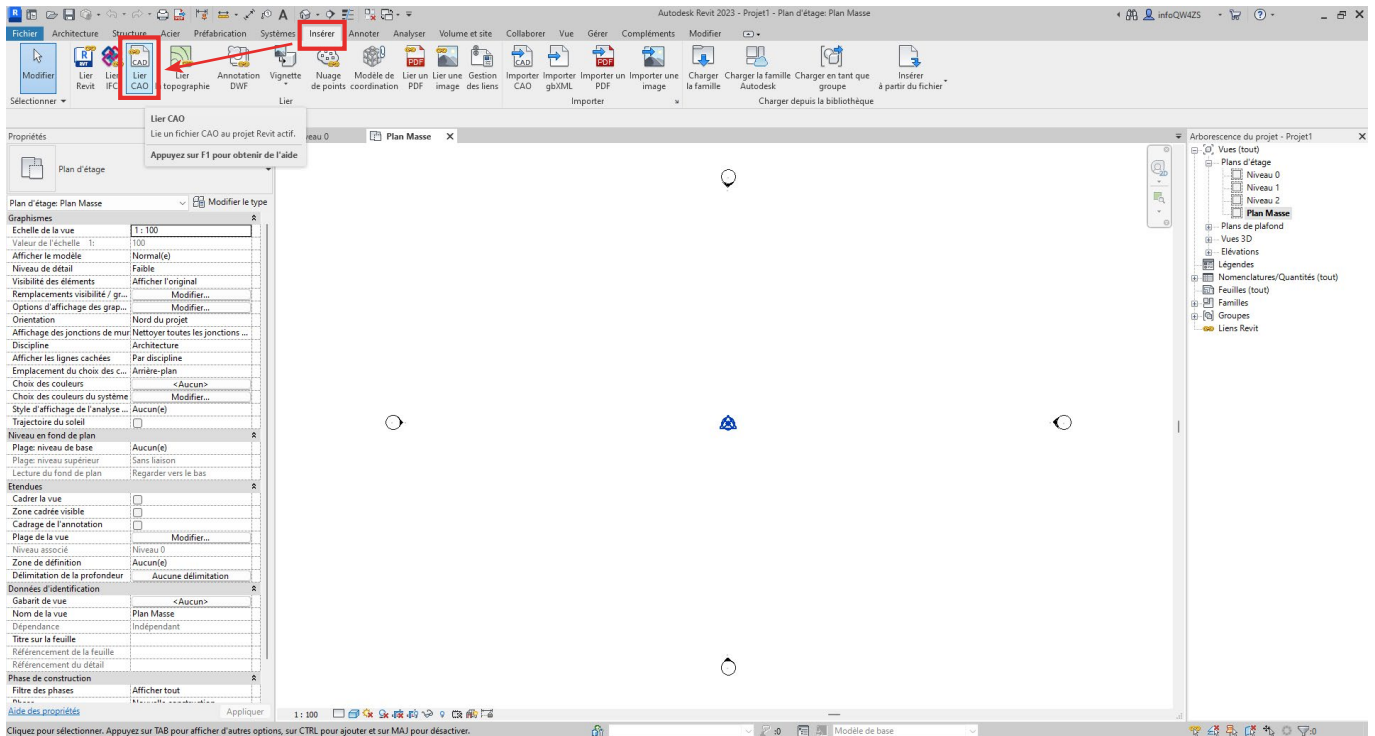 Autodesk Revit 2023 - Projet1 - Plan d'étage: Plan Masse
infoQW4ZS
Fichier Architecture Structure Acier Préfabrication Systèmes Insérer Annoter Analyser Volume et site Collaborer Vue Gérer Compléments Modifier
Modifier
Lier Revit
Lier IFC
Lier CAO
Lier topographie
Annotation DWF
Vignette
Nuage de points
Modèle de coordination
Lier un PDF
Lier une image
Gestion des liens
Importer CAO
Importer gbXML
Importer un PDF
Importer une image
Charger la famille
Charger la famille Autodesk
Charger en tant que groupe
Insérer à partir du fichier
Sélectionner
Lier
Importer
Charger depuis la bibliothèque
Lier CAO
Lie un fichier CAO au projet Revit actif.
Appuyez sur F1 pour obtenir de l'aide
Propriétés
Plan d'étage
Plan d'étage: Plan Masse
Modifier le type
Graphismes
Echelle de la vue 1 : 100
Valeur de l'échelle 1: 100
Afficher le modèle Normal(e)
Niveau de détail Faible
Visibilité des éléments Afficher l'original
Remplacements visibilité / gr... Modifier...
Options d'affichage des grap... Modifier...
Orientation Nord du projet
Affichage des jonctions de mur Nettoyer toutes les jonctions ...
Discipline Architecture
Afficher les lignes cachées Par discipline
Emplacement du choix des c... Arrière-plan
Choix des couleurs <Aucun>
Choix des couleurs du système Modifier...
Style d'affichage de l'analyse ... Aucun(e)
Trajectoire du soleil
Niveau en fond de plan
Plage: niveau de base Aucun(e)
Plage: niveau supérieur Sans liaison
Lecture du fond de plan Regarder vers le bas
Etendues
Cadrer la vue
Zone cadrée visible
Cadrage de l'annotation
Plage de la vue Modifier...
Niveau associé Niveau 0
Zone de définition Aucun(e)
Délimitation de la profondeur Aucune délimitation
Données d'identification
Gabarit de vue <Aucun>
Nom de la vue Plan Masse
Dépendance Indépendant
Titre sur la feuille
Référencement de la feuille
Référencement du détail
Phase de construction
Filtre des phases Afficher tout
Aide des propriétés Appliquer
veau 0
Plan Masse X
1 : 100
Arborescence du projet - Projet1 X
Vues (tout)
Plans d'étage
Niveau 0
Niveau 1
Niveau 2
Plan Masse
Plans de plafond
Vues 3D
Elévations
Légendes
Nomenclatures/Quantités (tout)
Feuilles (tout)
Familles
Groupes
Liens Revit
Cliquez pour sélectionner. Appuyez sur TAB pour afficher d'autres options, sur CTRL pour ajouter et sur MAJ pour désactiver.
:0
Modèle de base
:0